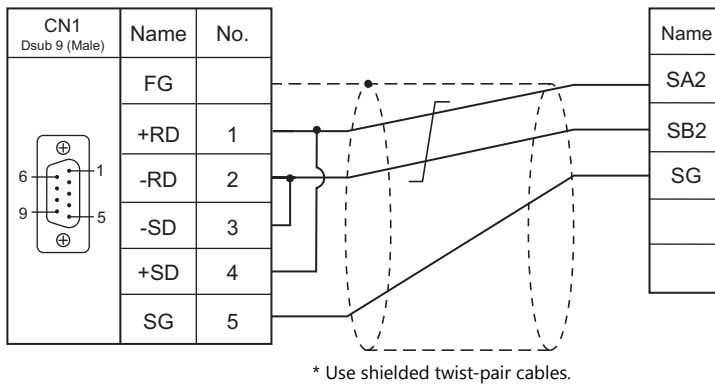 CN1
Dsub 9 (Male)
Name
No.
Name
FG
SA2
+RD
1
SB2
-RD
2
SG
6
1
9
5
-SD
3
+SD
4
SG
5
* Use shielded twist-pair cables.